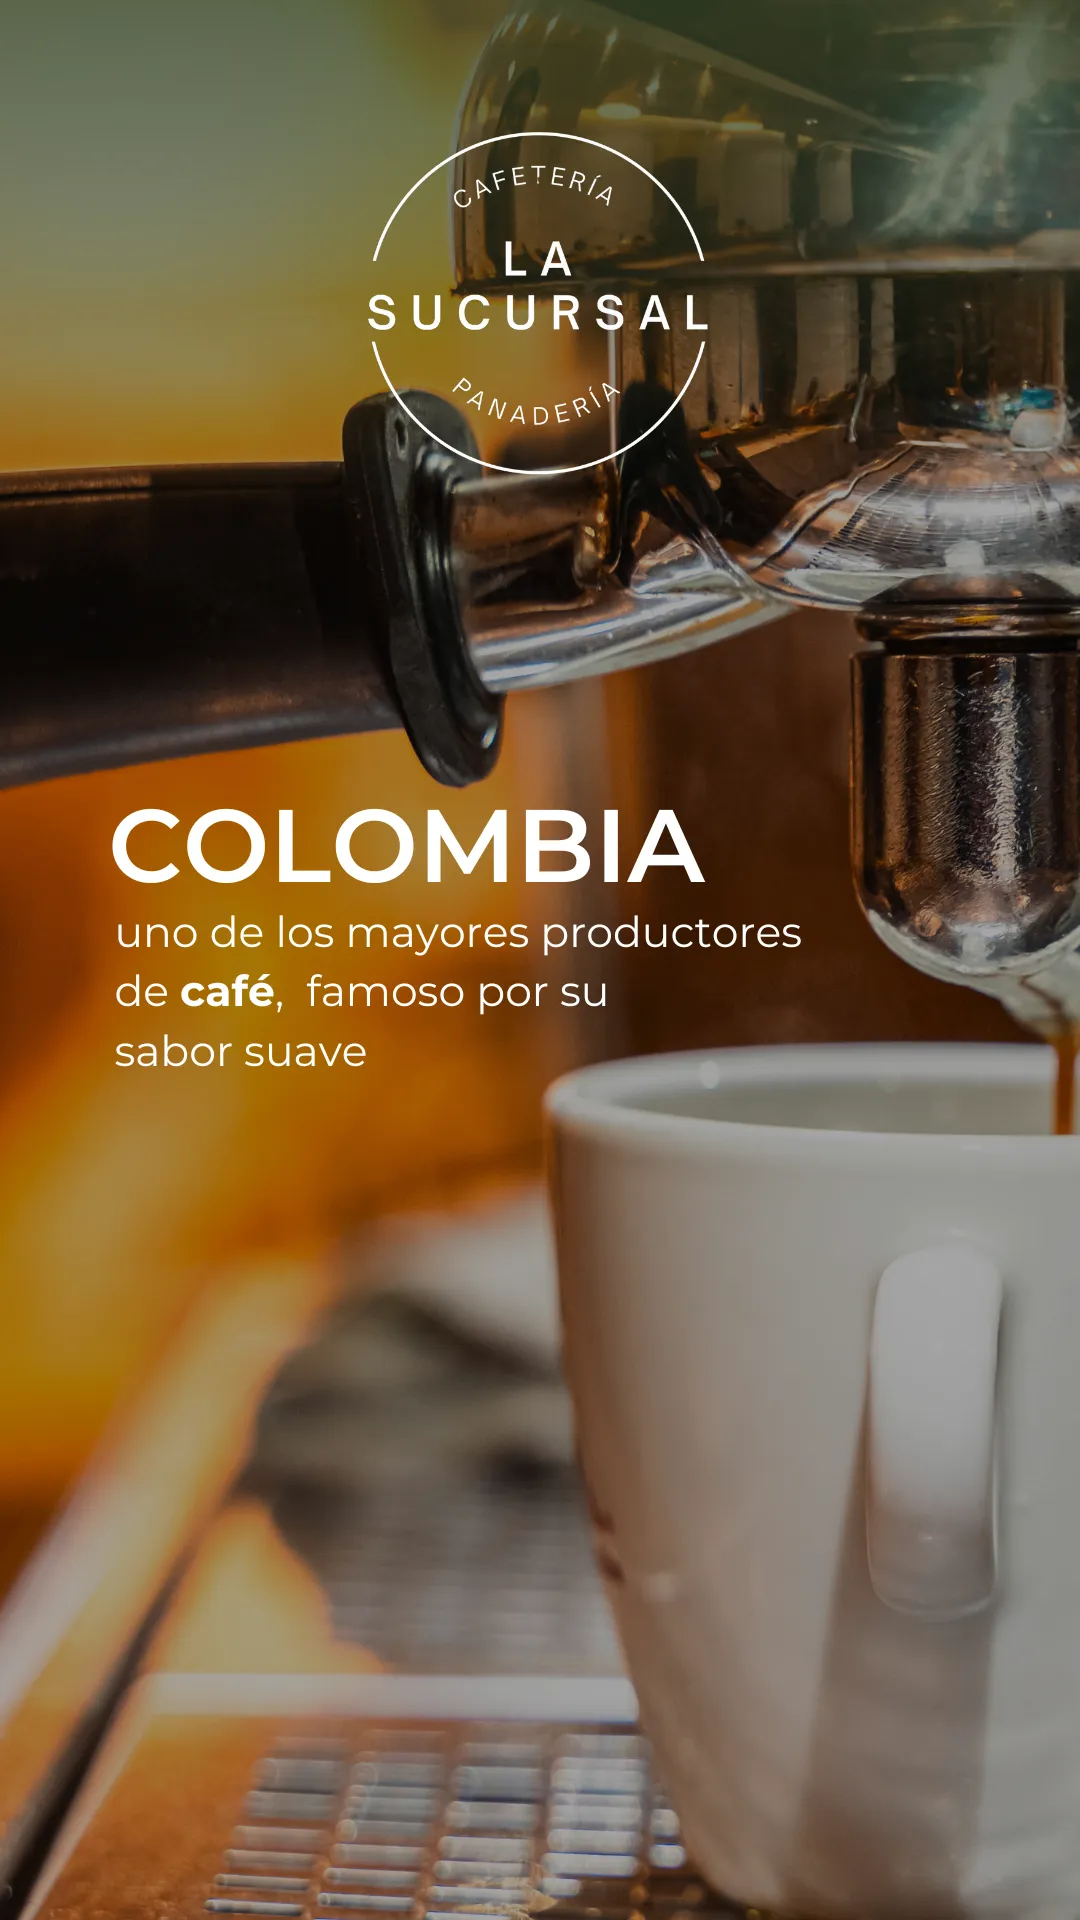 CAFETERÍA
LA
SUCURSAL
PANADERÍA
COLOMBIA
uno de los mayores productores
de café,  famoso por su
sabor suave